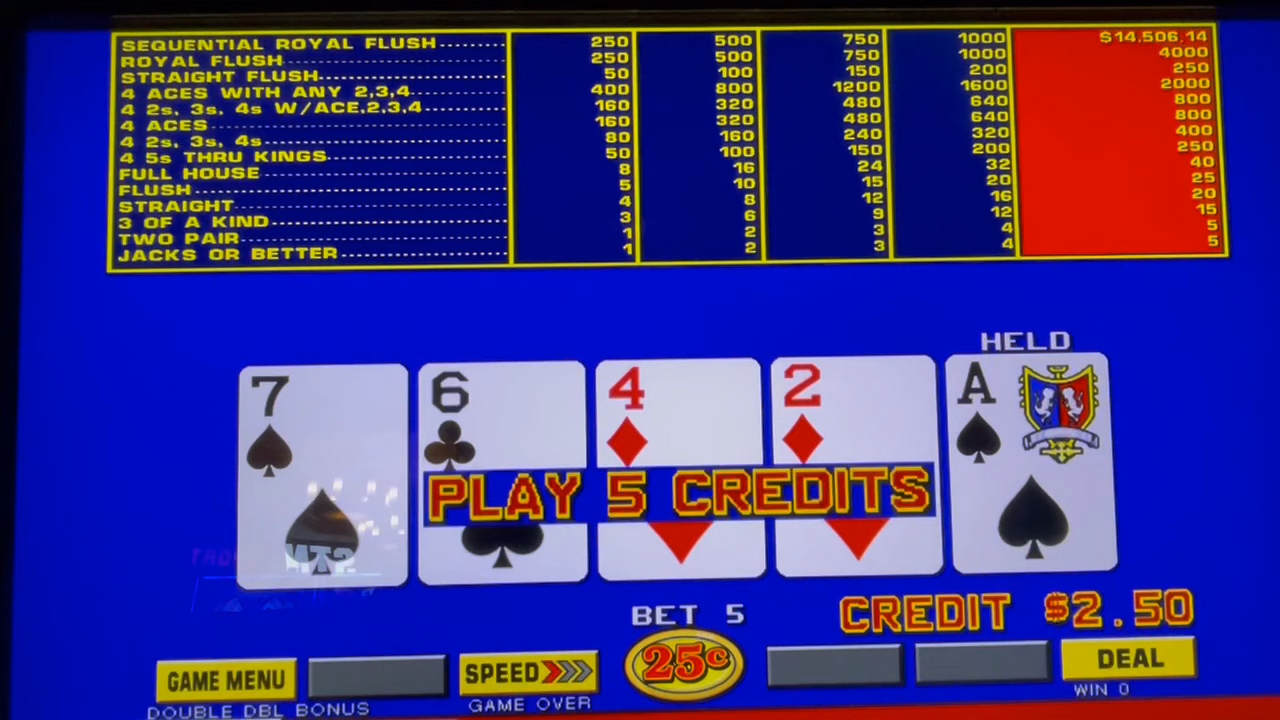 SEQUENTIAL ROYAL FLUSH 250 500 750 1000 $14,506.14
ROYAL FLUSH 250 500 750 1000 4000
STRAIGHT FLUSH 50 100 150 200 250
4 ACES WITH ANY 2,3,4 400 800 1200 1600 2000
4 2s, 3s, 4s W/ACE,2,3,4 160 320 480 640 800
4 ACES 160 320 480 640 800
4 2s, 3s, 4s 80 160 240 320 400
4 5s THRU KINGS 50 100 150 200 250
FULL HOUSE 8 16 24 32 40
FLUSH 5 10 15 20 25
STRAIGHT 4 8 12 16 20
3 OF A KIND 3 6 9 12 15
TWO PAIR 1 2 3 4 5
JACKS OR BETTER 1 2 3 4 5
HELD
7 6 4 2 A
PLAY 5 CREDITS
BET 5 CREDIT $2.50
GAME MENU SPEED 25¢ DEAL
DOUBLE DBL BONUS GAME OVER WIN 0